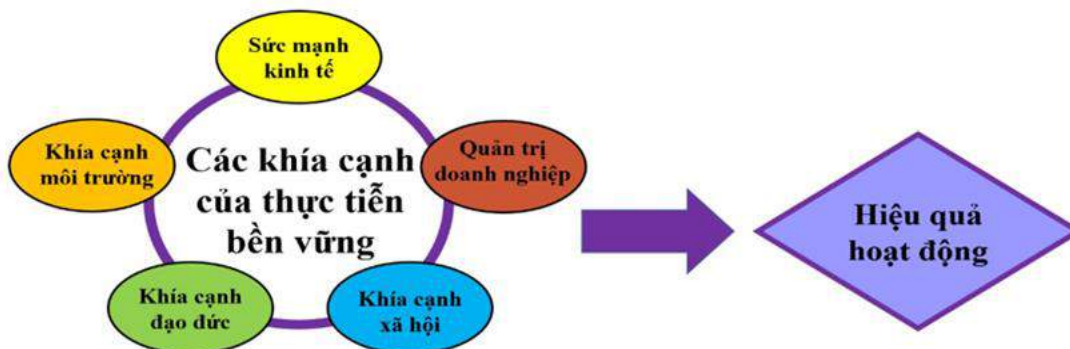 Sức mạnh
kinh tế
Khía cạnh
môi trường
Các khía cạnh
của thực tiễn
bền vững
Quản trị
doanh nghiệp
Khía cạnh
đạo đức
Khía cạnh
xã hội
Hiệu quả
hoạt động